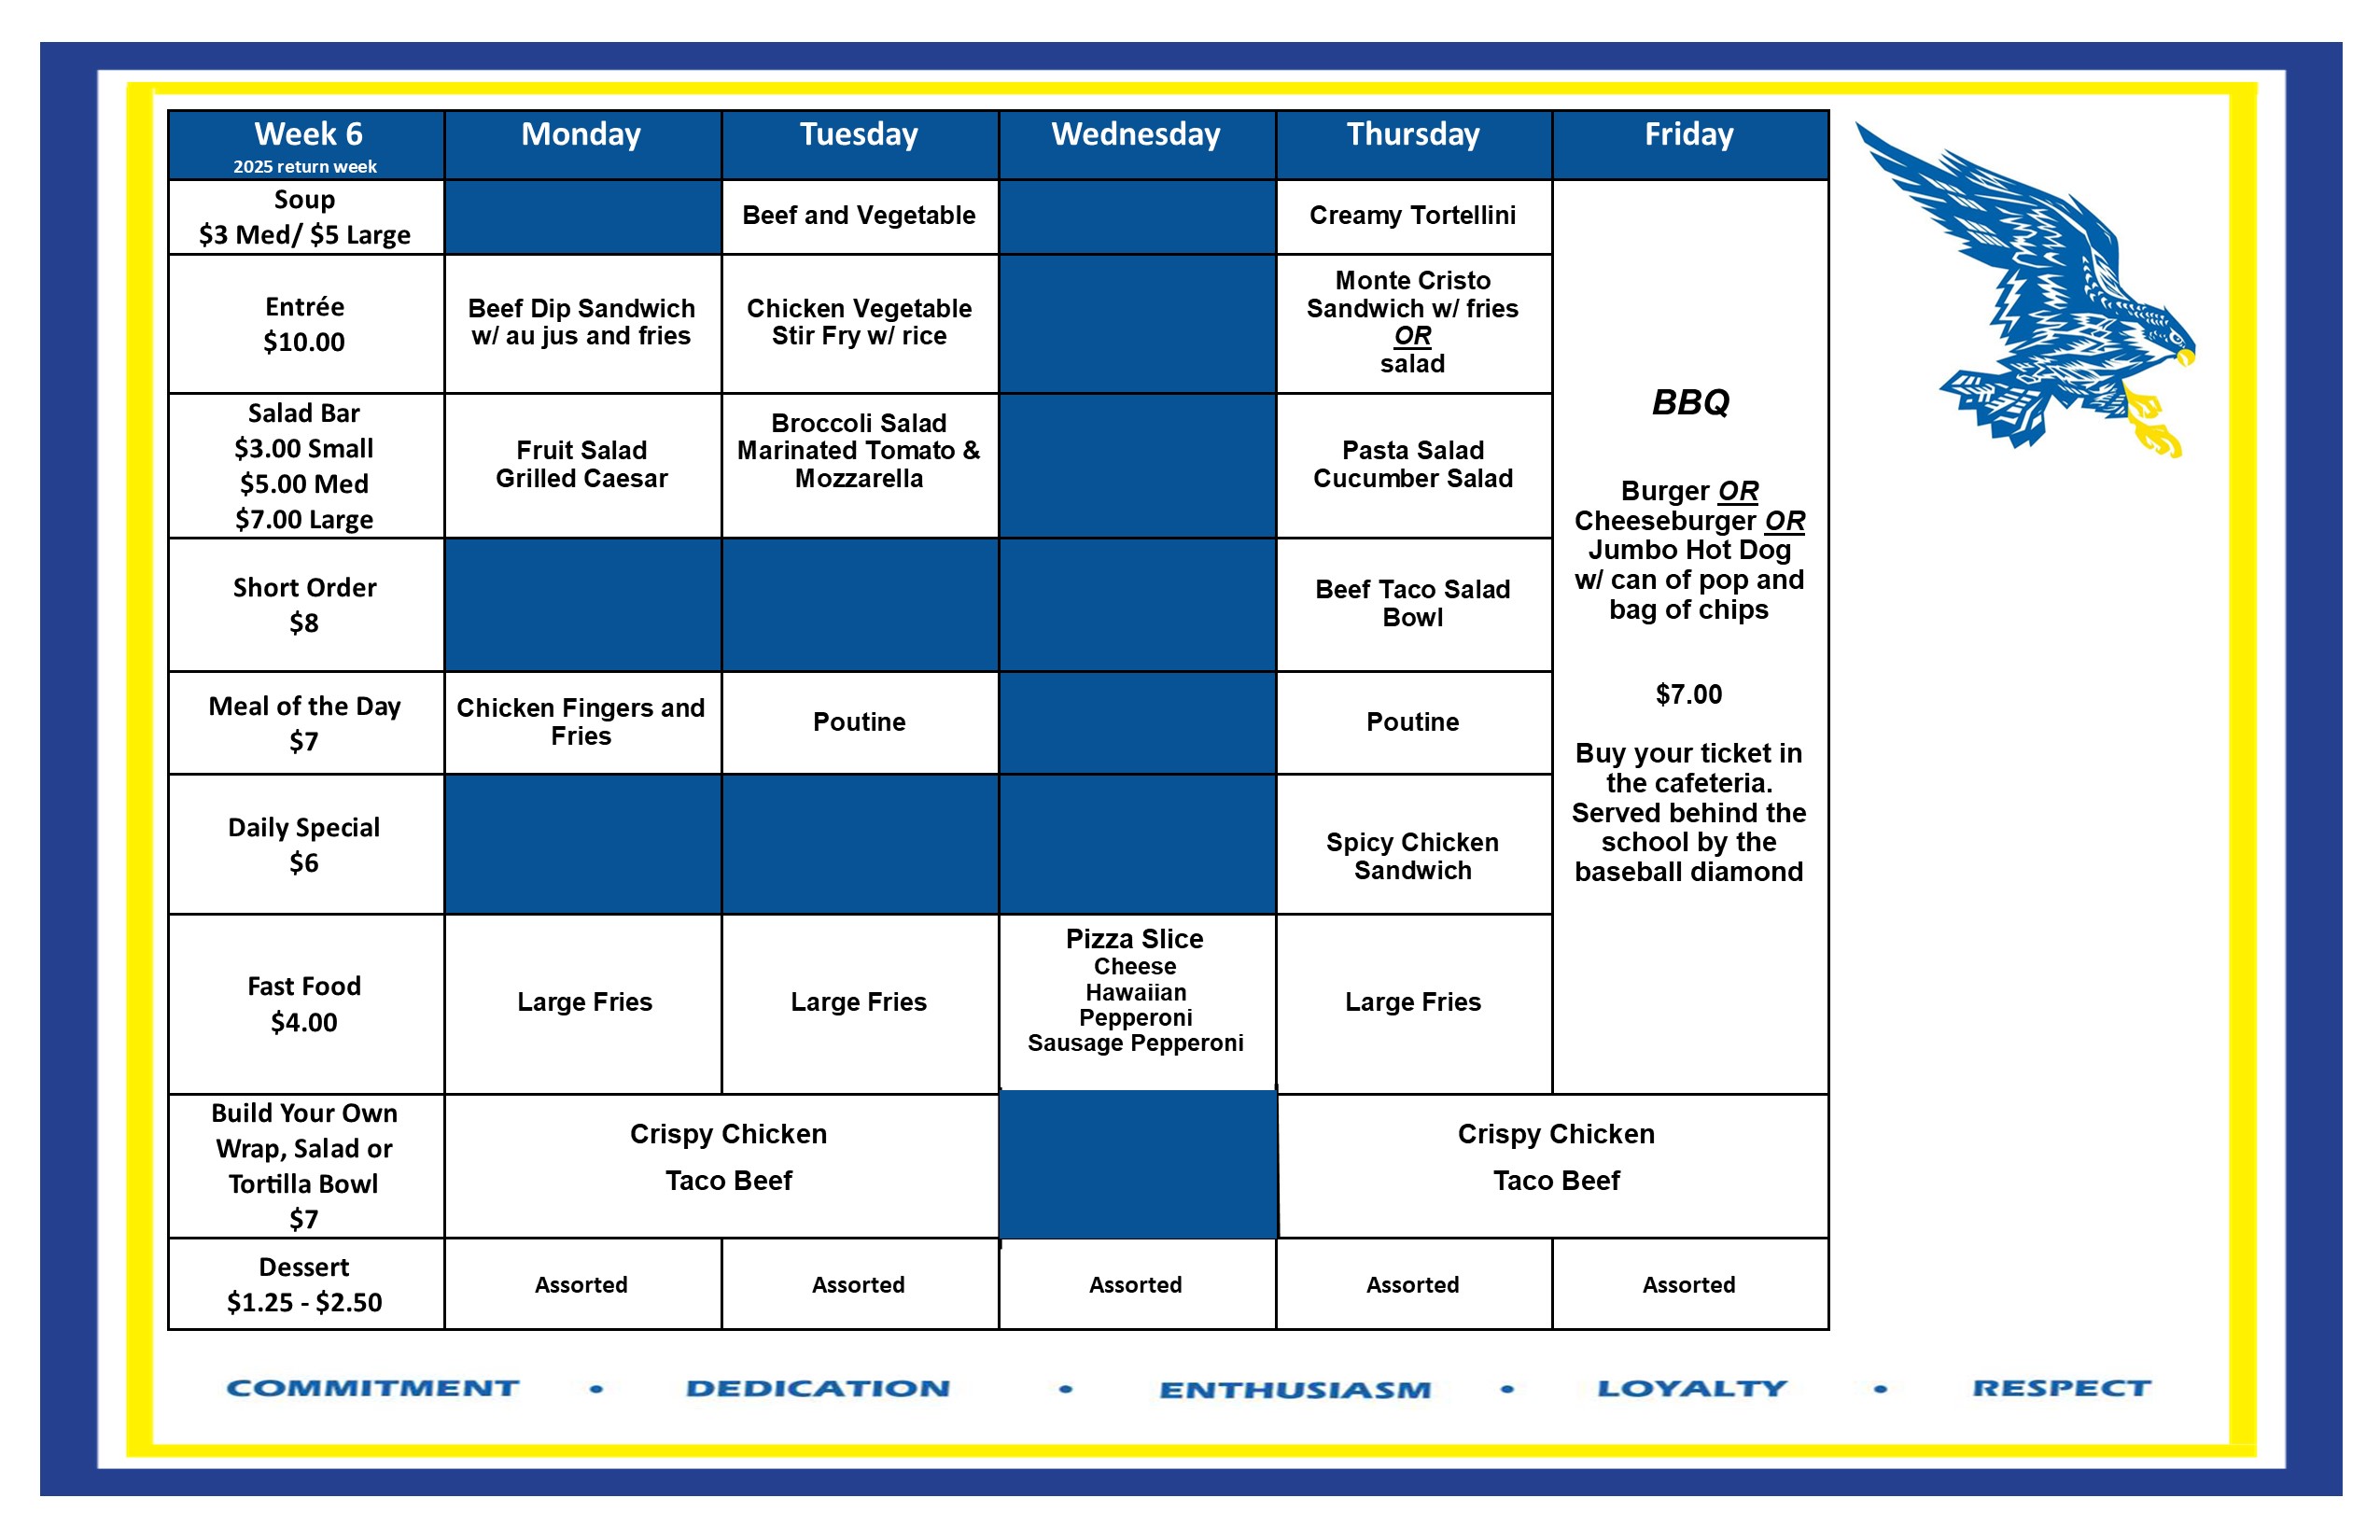 Week 6
2025 return week
Monday
Tuesday
Wednesday
Thursday
Friday
Soup
$3 Med/ $5 Large
Beef and Vegetable
Creamy Tortellini
Entrée
$10.00
Beef Dip Sandwich
w/ au jus and fries
Chicken Vegetable
Stir Fry w/ rice
Monte Cristo
Sandwich w/ fries
OR
salad
Salad Bar
$3.00 Small
$5.00 Med
$7.00 Large
Fruit Salad
Grilled Caesar
Broccoli Salad
Marinated Tomato &
Mozzarella
Pasta Salad
Cucumber Salad
Short Order
$8
Beef Taco Salad
Bowl
Meal of the Day
$7
Chicken Fingers and
Fries
Poutine
Poutine
Daily Special
$6
Spicy Chicken
Sandwich
Fast Food
$4.00
Large Fries
Large Fries
Pizza Slice
Cheese
Hawaiian
Pepperoni
Sausage Pepperoni
Large Fries
BBQ
Burger OR
Cheeseburger OR
Jumbo Hot Dog
w/ can of pop and
bag of chips
$7.00
Buy your ticket in
the cafeteria.
Served behind the
school by the
baseball diamond
Build Your Own
Wrap, Salad or
Tortilla Bowl
$7
Crispy Chicken
Taco Beef
Crispy Chicken
Taco Beef
Dessert
$1.25 - $2.50
Assorted
Assorted
Assorted
Assorted
Assorted
COMMITMENT • DEDICATION • ENTHUSIASM • LOYALTY • RESPECT